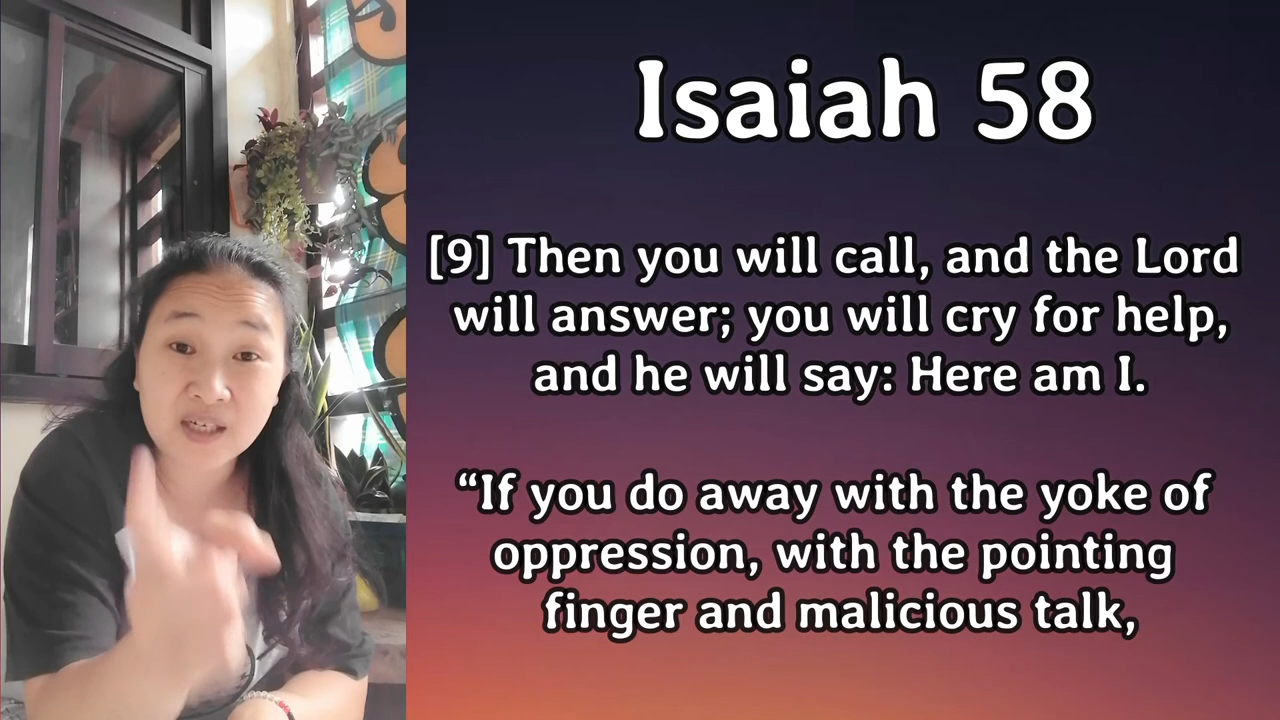 Isaiah 58
[9] Then you will call, and the Lord
will answer; you will cry for help,
and he will say: Here am I.
“If you do away with the yoke of
oppression, with the pointing
finger and malicious talk,